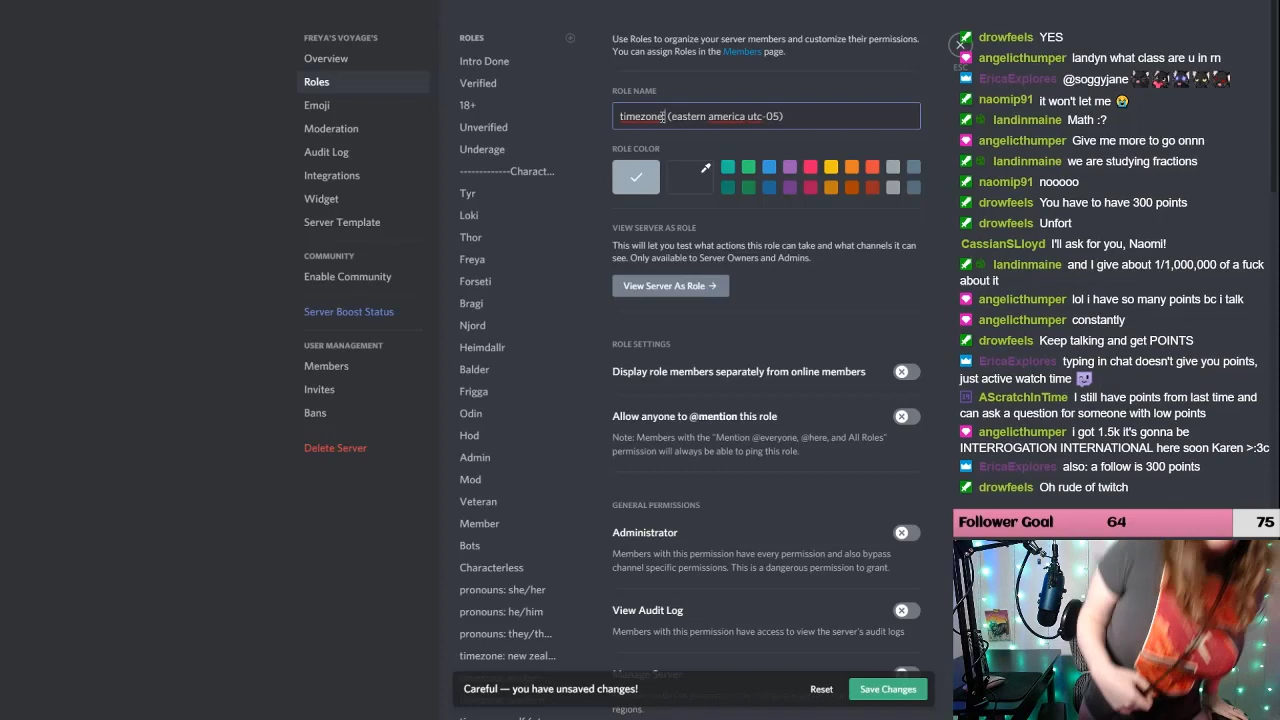 FREYA'S VOYAGE'S
Overview
Roles
Emoji
Moderation
Audit Log
Integrations
Widget
Server Template
COMMUNITY
Enable Community
Server Boost Status
USER MANAGEMENT
Members
Invites
Bans
Delete Server
ROLES
Intro Done
Verified
18+
Unverified
Underage
------------Charact...
Tyr
Loki
Thor
Freya
Forseti
Bragi
Njord
Heimdallr
Balder
Frigga
Odin
Hod
Admin
Mod
Veteran
Member
Bots
Characterless
pronouns: she/her
pronouns: he/him
pronouns: they/th...
timezone: new zeal...
Use Roles to organize your server members and customize their permissions.
You can assign Roles in the Members page.
ESC
ROLE NAME
timezone (eastern america utc-05)
ROLE COLOR
VIEW SERVER AS ROLE
This will let you test what actions this role can take and what channels it can
see. Only available to Server Owners and Admins.
View Server As Role →
ROLE SETTINGS
Display role members separately from online members
Allow anyone to @mention this role
Note: Members with the "Mention @everyone, @here, and All Roles"
permission will always be able to ping this role.
GENERAL PERMISSIONS
Administrator
Members with this permission have every permission and also bypass
channel specific permissions. This is a dangerous permission to grant.
View Audit Log
Members with this permission have access to view the server's audit logs
Manage Server
regions.
Careful — you have unsaved changes!
Reset
Save Changes
drowfeels YES
angelicthumper landyn what class are u in rn
EricaExplores @soggyjane
naomip91 it won't let me 😭
landinmaine Math :?
angelicthumper Give me more to go onnn
landinmaine we are studying fractions
naomip91 nooooo
drowfeels You have to have 300 points
drowfeels Unfort
CassianSLloyd I'll ask for you, Naomi!
landinmaine and I give about 1/1,000,000 of a fuck
about it
angelicthumper lol i have so many points bc i talk
angelicthumper constantly
drowfeels Keep talking and get POINTS
EricaExplores typing in chat doesn't give you points,
just active watch time
AScratchInTime I still have points from last time and
can ask a question for someone with low points
angelicthumper i got 1.5k it's gonna be
INTERROGATION INTERNATIONAL here soon Karen >:3c
EricaExplores also: a follow is 300 points
drowfeels Oh rude of twitch
Follower Goal 64 75